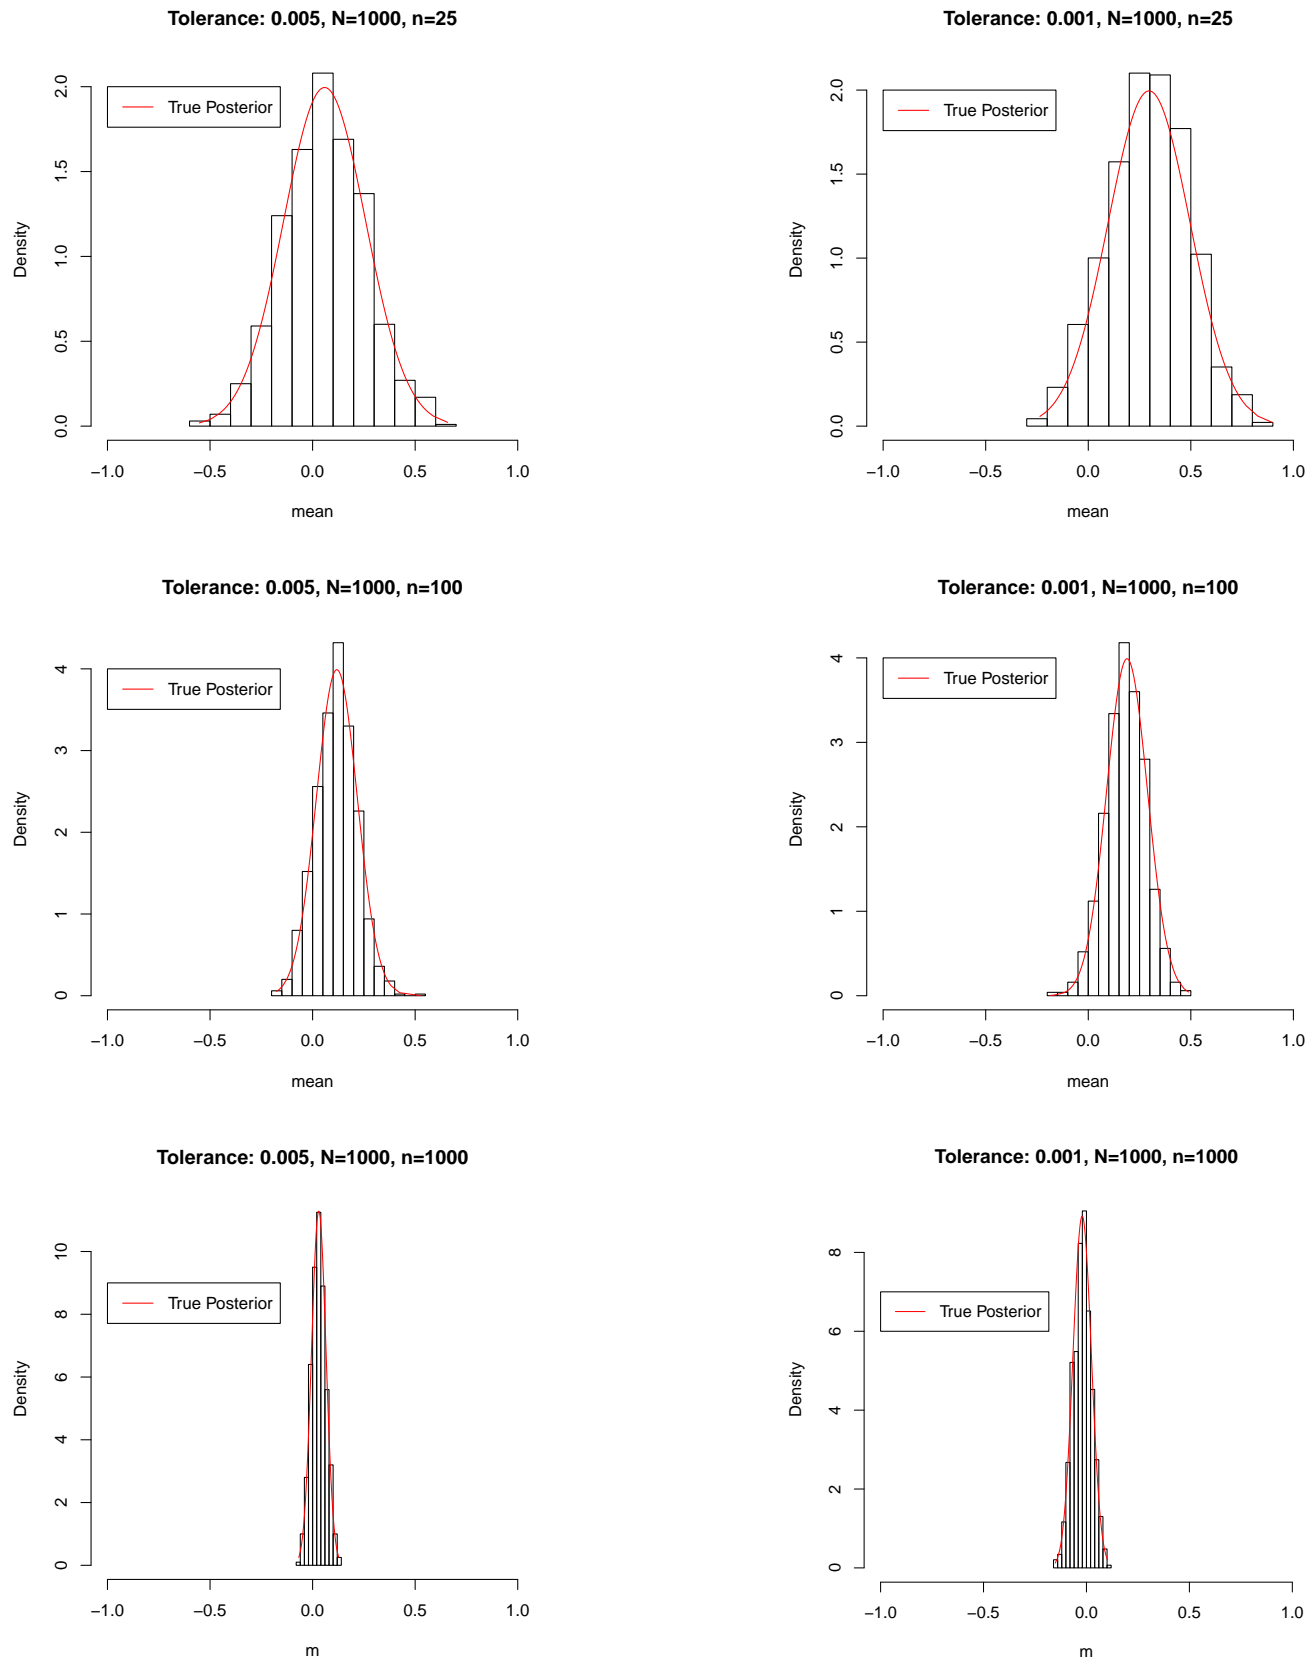 Tolerance: 0.005, N=1000, n=25
Density
2.0
1.5
1.0
0.5
0.0
True Posterior
−1.0 −0.5 0.0 0.5 1.0
mean
Tolerance: 0.001, N=1000, n=25
Density
2.0
1.5
1.0
0.5
0.0
True Posterior
−1.0 −0.5 0.0 0.5 1.0
mean
Tolerance: 0.005, N=1000, n=100
Density
4
3
2
1
0
True Posterior
−1.0 −0.5 0.0 0.5 1.0
mean
Tolerance: 0.001, N=1000, n=100
Density
4
3
2
1
0
True Posterior
−1.0 −0.5 0.0 0.5 1.0
mean
Tolerance: 0.005, N=1000, n=1000
Density
10
8
6
4
2
0
True Posterior
−1.0 −0.5 0.0 0.5 1.0
m
Tolerance: 0.001, N=1000, n=1000
Density
8
6
4
2
0
True Posterior
−1.0 −0.5 0.0 0.5 1.0
m